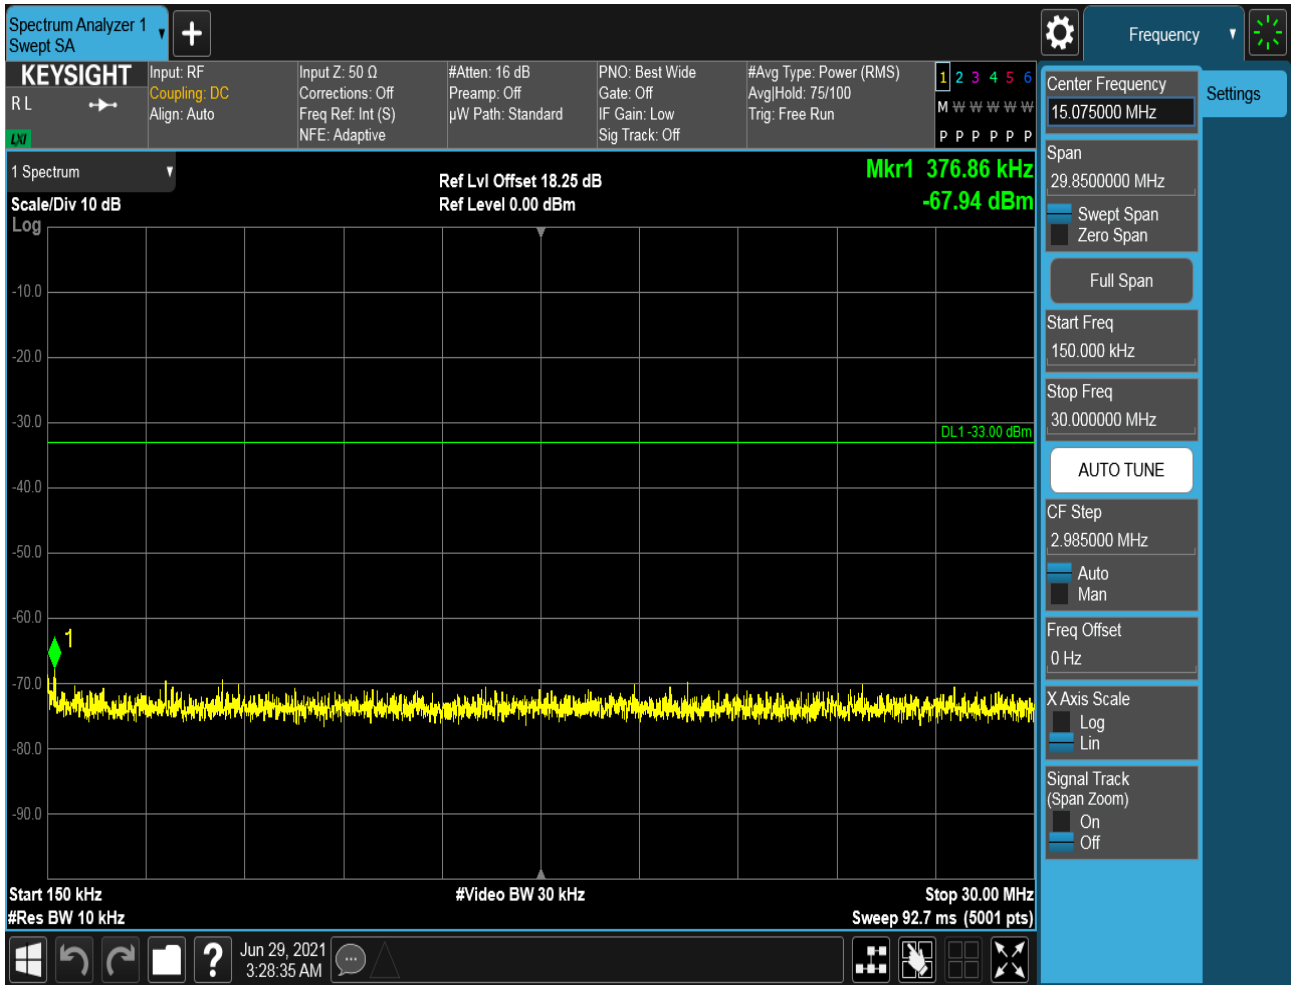 Spectrum Analyzer 1
Swept SA
Frequency
KEYSIGHT
R L
LXI
Input: RF
Coupling: DC
Align: Auto
Input Z: 50 Ω
Corrections: Off
Freq Ref: Int (S)
NFE: Adaptive
#Atten: 16 dB
Preamp: Off
µW Path: Standard
PNO: Best Wide
Gate: Off
IF Gain: Low
Sig Track: Off
#Avg Type: Power (RMS)
Avg|Hold: 75/100
Trig: Free Run
1 2 3 4 5 6
M W W W W W
P P P P P P
1 Spectrum
Scale/Div 10 dB
Log
Ref Lvl Offset 18.25 dB
Ref Level 0.00 dBm
Mkr1 376.86 kHz
-67.94 dBm
-10.0
-20.0
-30.0
DL1 -33.00 dBm
-40.0
-50.0
-60.0
1
-70.0
-80.0
-90.0
Start 150 kHz
#Video BW 30 kHz
Stop 30.00 MHz
#Res BW 10 kHz
Sweep 92.7 ms (5001 pts)
Center Frequency
15.075000 MHz
Settings
Span
29.8500000 MHz
Swept Span
Zero Span
Full Span
Start Freq
150.000 kHz
Stop Freq
30.000000 MHz
AUTO TUNE
CF Step
2.985000 MHz
Auto
Man
Freq Offset
0 Hz
X Axis Scale
Log
Lin
Signal Track
(Span Zoom)
On
Off
?
Jun 29, 2021
3:28:35 AM